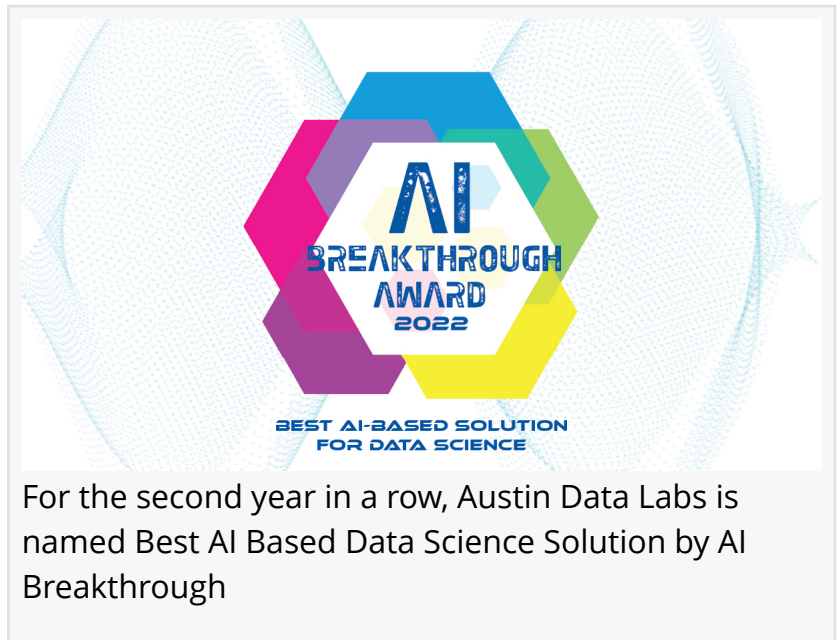 AI
BREAKTHROUGH
AWARD
2022
BEST AI-BASED SOLUTION
FOR DATA SCIENCE
For the second year in a row, Austin Data Labs is
named Best AI Based Data Science Solution by AI
Breakthrough